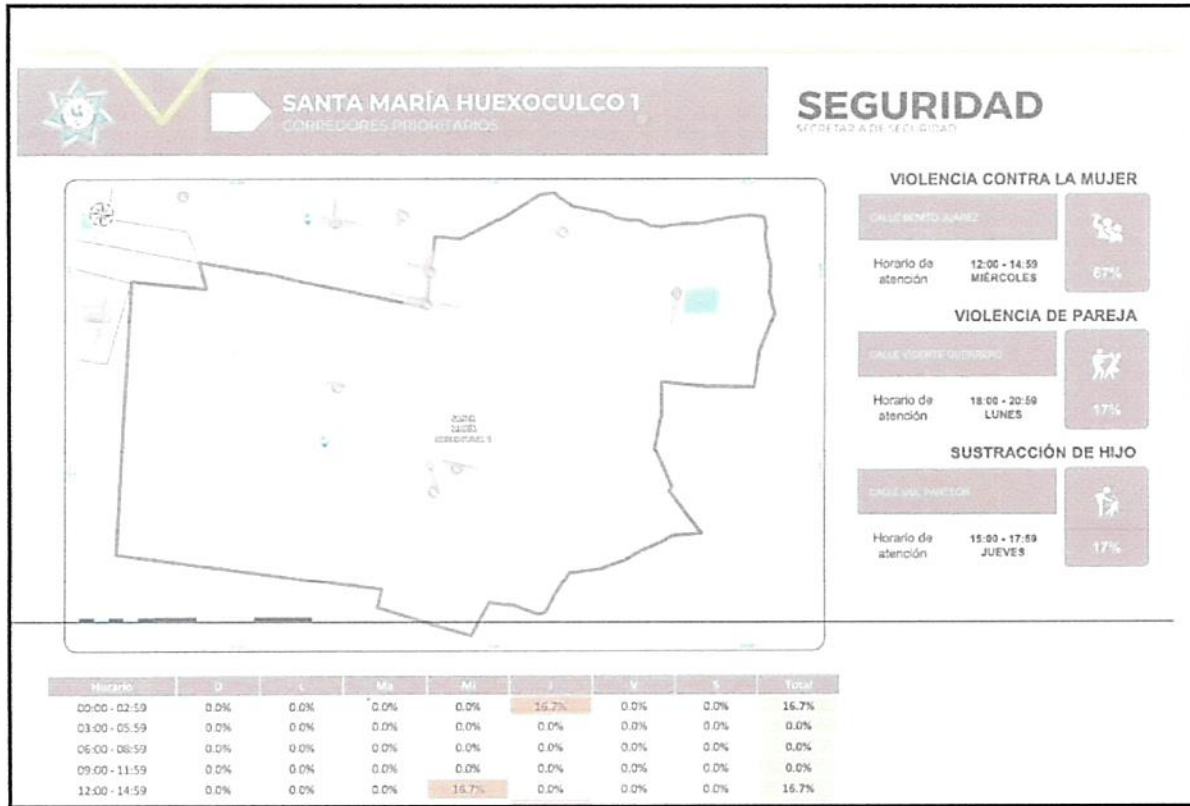 SANTA MARÍA HUEXOCULCO 1
CORREDORES PRIORITARIOS
SEGURIDAD
SECRETARÍA DE SEGURIDAD
VIOLENCIA CONTRA LA MUJER
CALLE BENITO JUÁREZ
Horario de atención 12:00 - 14:59 MIÉRCOLES
67%
VIOLENCIA DE PAREJA
CALLE VICENTE GUERRERO
Horario de atención 18:00 - 20:59 LUNES
17%
SUSTRACCIÓN DE HIJO
Horario de atención 15:00 - 17:59 JUEVES
17%
Horario D L Ma Mi J V S Total
00:00 - 02:59 0.0% 0.0% 0.0% 0.0% 16.7% 0.0% 0.0% 16.7%
03:00 - 05:59 0.0% 0.0% 0.0% 0.0% 0.0% 0.0% 0.0% 0.0%
06:00 - 08:59 0.0% 0.0% 0.0% 0.0% 0.0% 0.0% 0.0% 0.0%
09:00 - 11:59 0.0% 0.0% 0.0% 0.0% 0.0% 0.0% 0.0% 0.0%
12:00 - 14:59 0.0% 0.0% 0.0% 16.7% 0.0% 0.0% 0.0% 16.7%